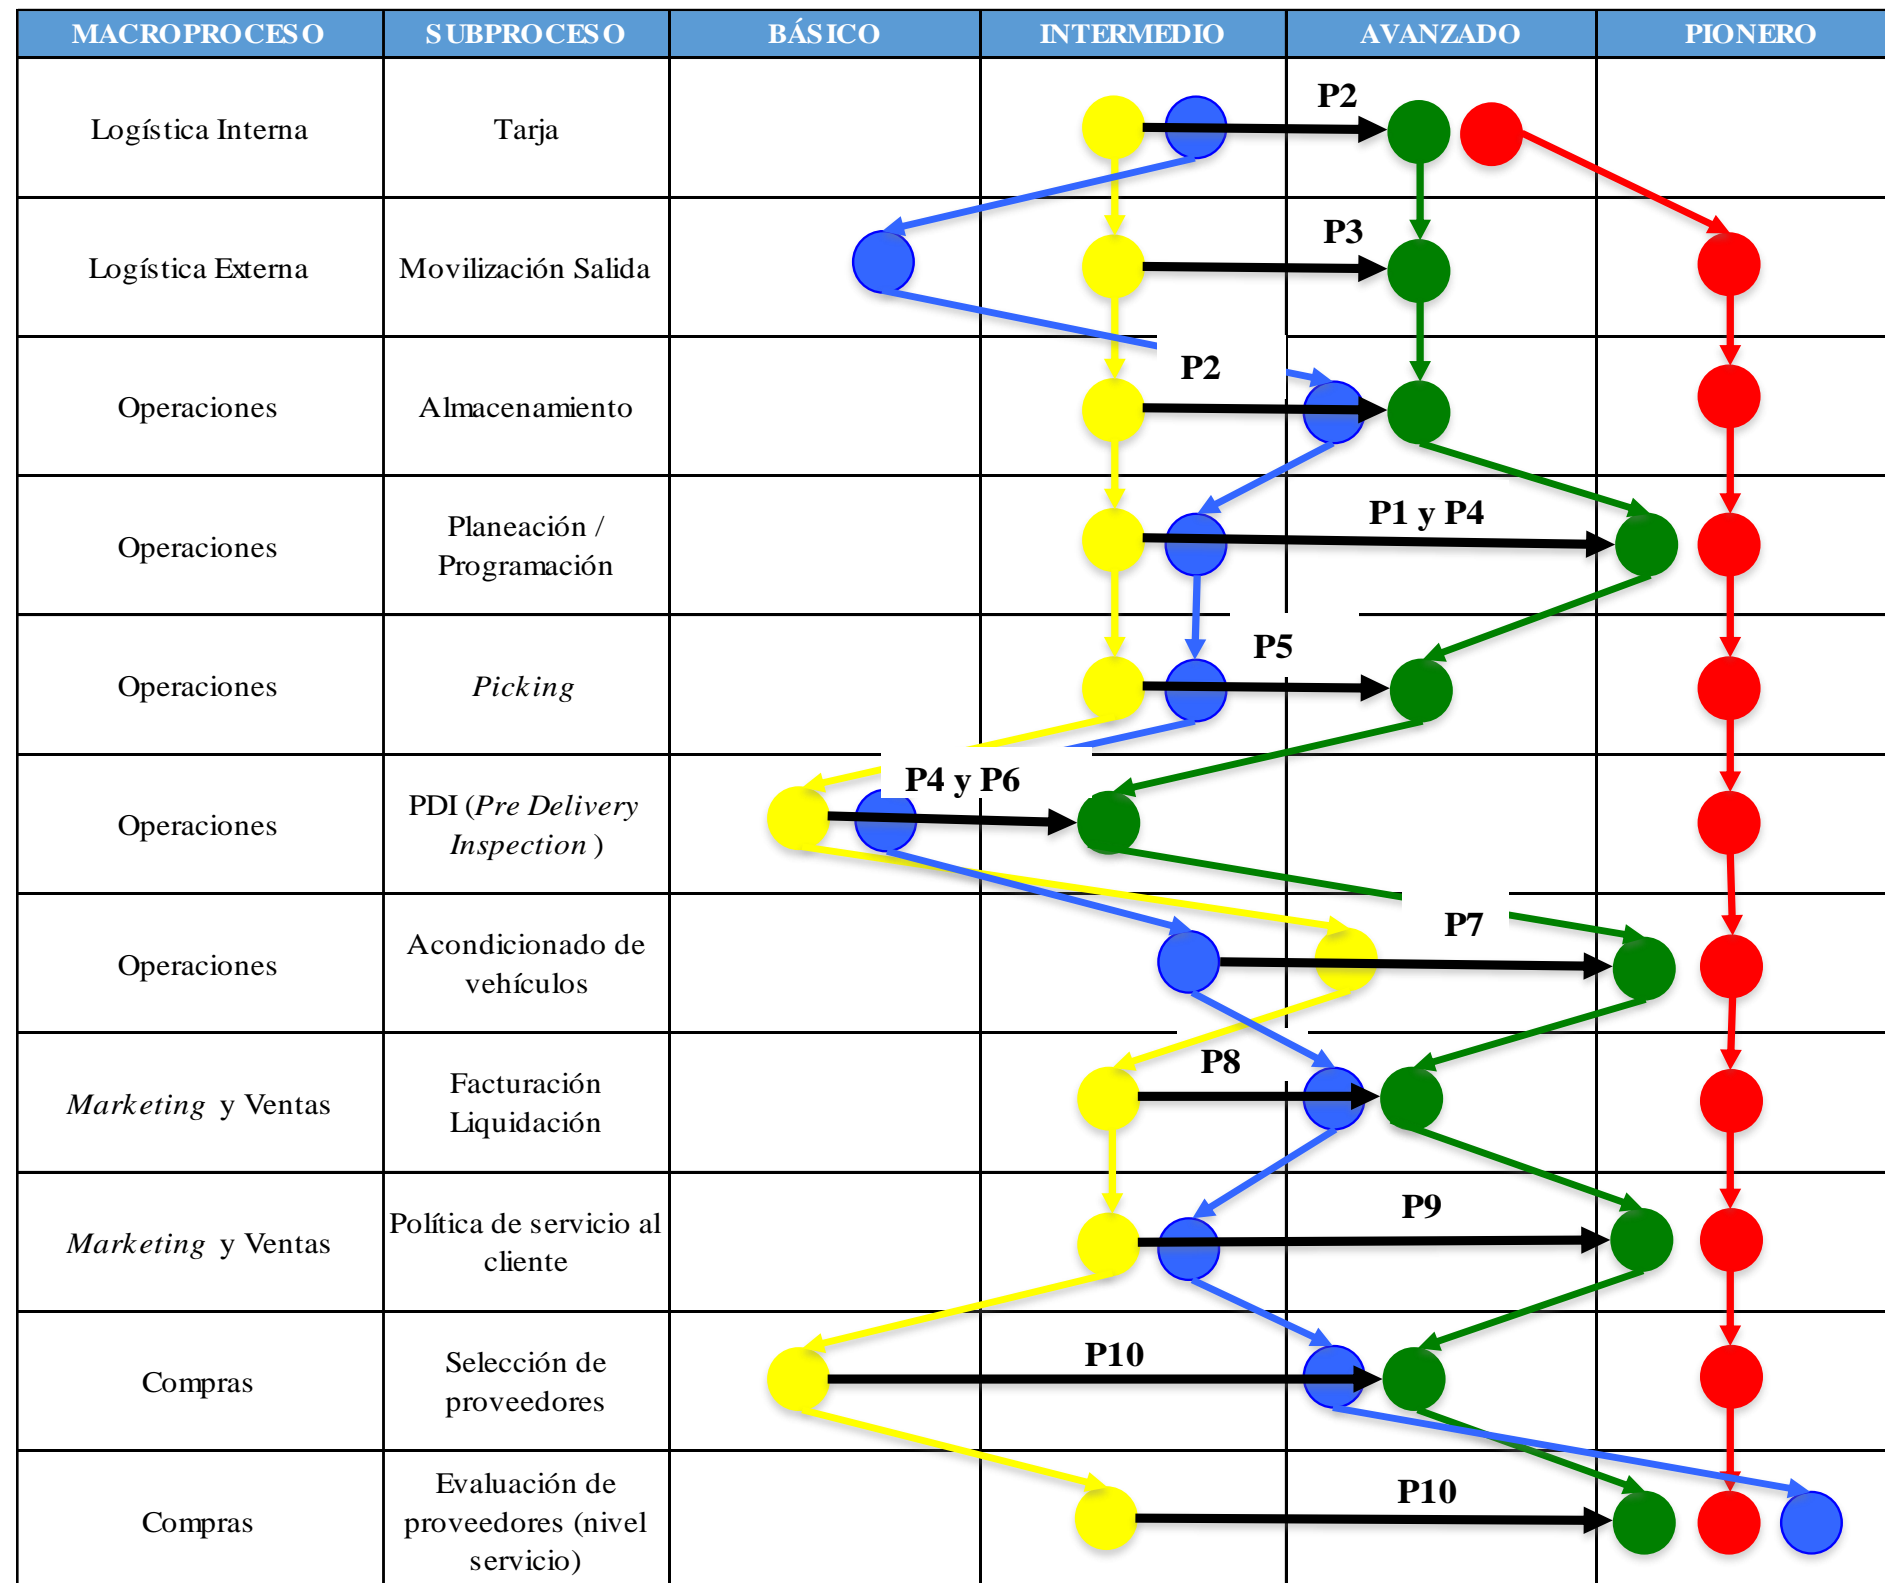 MACROPROCESO SUBPROCESO BÁSICO INTERMEDIO AVANZADO PIONERO
Logística Interna Tarja P2
Logística Externa Movilización Salida P3
Operaciones Almacenamiento P2
Operaciones Planeación /
Programación P1 y P4
Operaciones Picking P5
Operaciones PDI (Pre Delivery
Inspection ) P4 y P6
Operaciones Acondicionado de
vehículos P7
Marketing y Ventas Facturación
Liquidación P8
Marketing y Ventas Política de servicio al
cliente P9
Compras Selección de
proveedores P10
Compras Evaluación de
proveedores (nivel
servicio) P10